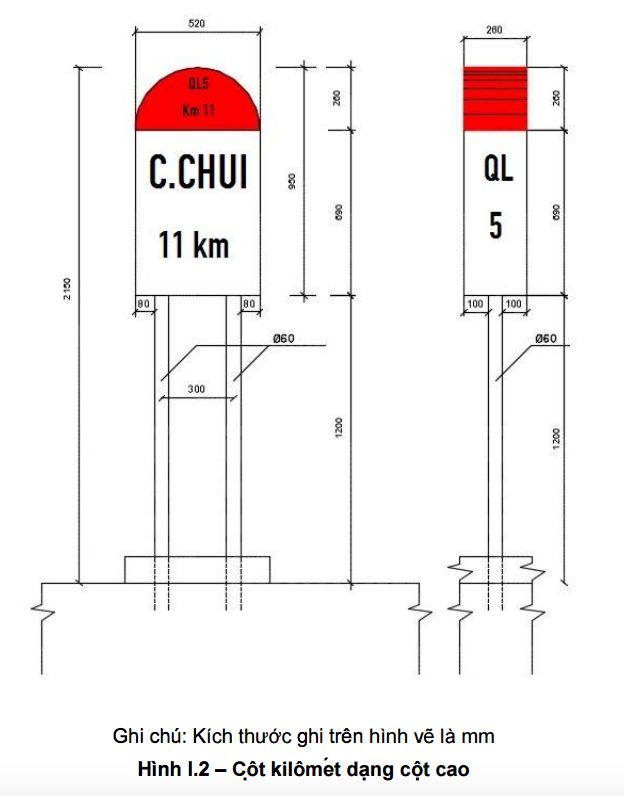 520
260
QL5
Km 11
260
260
C.CHUI
11 km
950
690
QL
5
690
2150
80
80
100
100
Ø60
Ø60
300
1200
1200
Ghi chú: Kích thước ghi trên hình vẽ là mm
Hình I.2 – Cột kilômét dạng cột cao